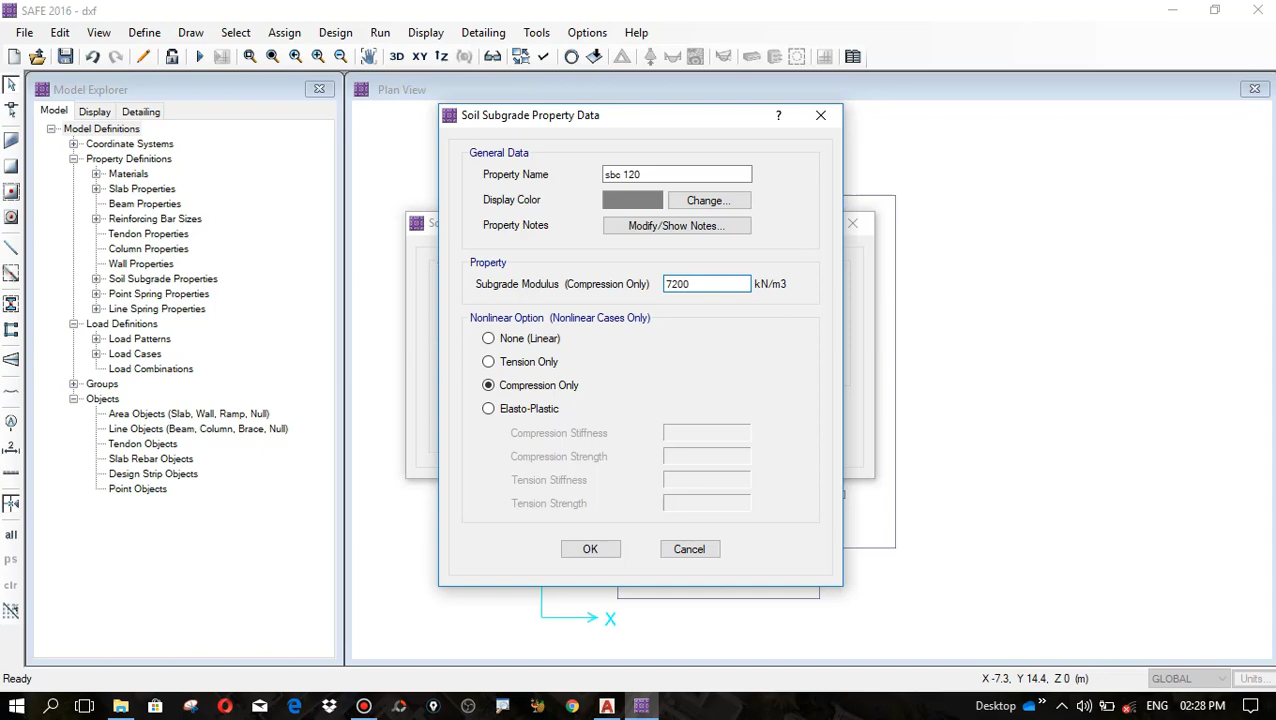 SAFE 2016 - dxf
File Edit View Define Draw Select Assign Design Run Display Detailing Tools Options Help
3D XY
Model Explorer
Model Display Detailing
Model Definitions
Coordinate Systems
Property Definitions
Materials
Slab Properties
Beam Properties
Reinforcing Bar Sizes
Tendon Properties
Column Properties
Wall Properties
Soil Subgrade Properties
Point Spring Properties
Line Spring Properties
Load Definitions
Load Patterns
Load Cases
Load Combinations
Groups
Objects
Area Objects (Slab, Wall, Ramp, Null)
Line Objects (Beam, Column, Brace, Null)
Tendon Objects
Slab Rebar Objects
Design Strip Objects
Point Objects
all
ps
clr
Plan View
So
Soil Subgrade Property Data
?
General Data
Property Name sbc 120
Display Color Change...
Property Notes Modify/Show Notes...
Property
Subgrade Modulus (Compression Only) 7200 kN/m3
Nonlinear Option (Nonlinear Cases Only)
None (Linear)
Tension Only
Compression Only
Elasto-Plastic
Compression Stiffness
Compression Strength
Tension Stiffness
Tension Strength
OK Cancel
X
Ready X -7.3, Y 14.4, Z 0 (m) GLOBAL Units...
Desktop ENG 02:28 PM